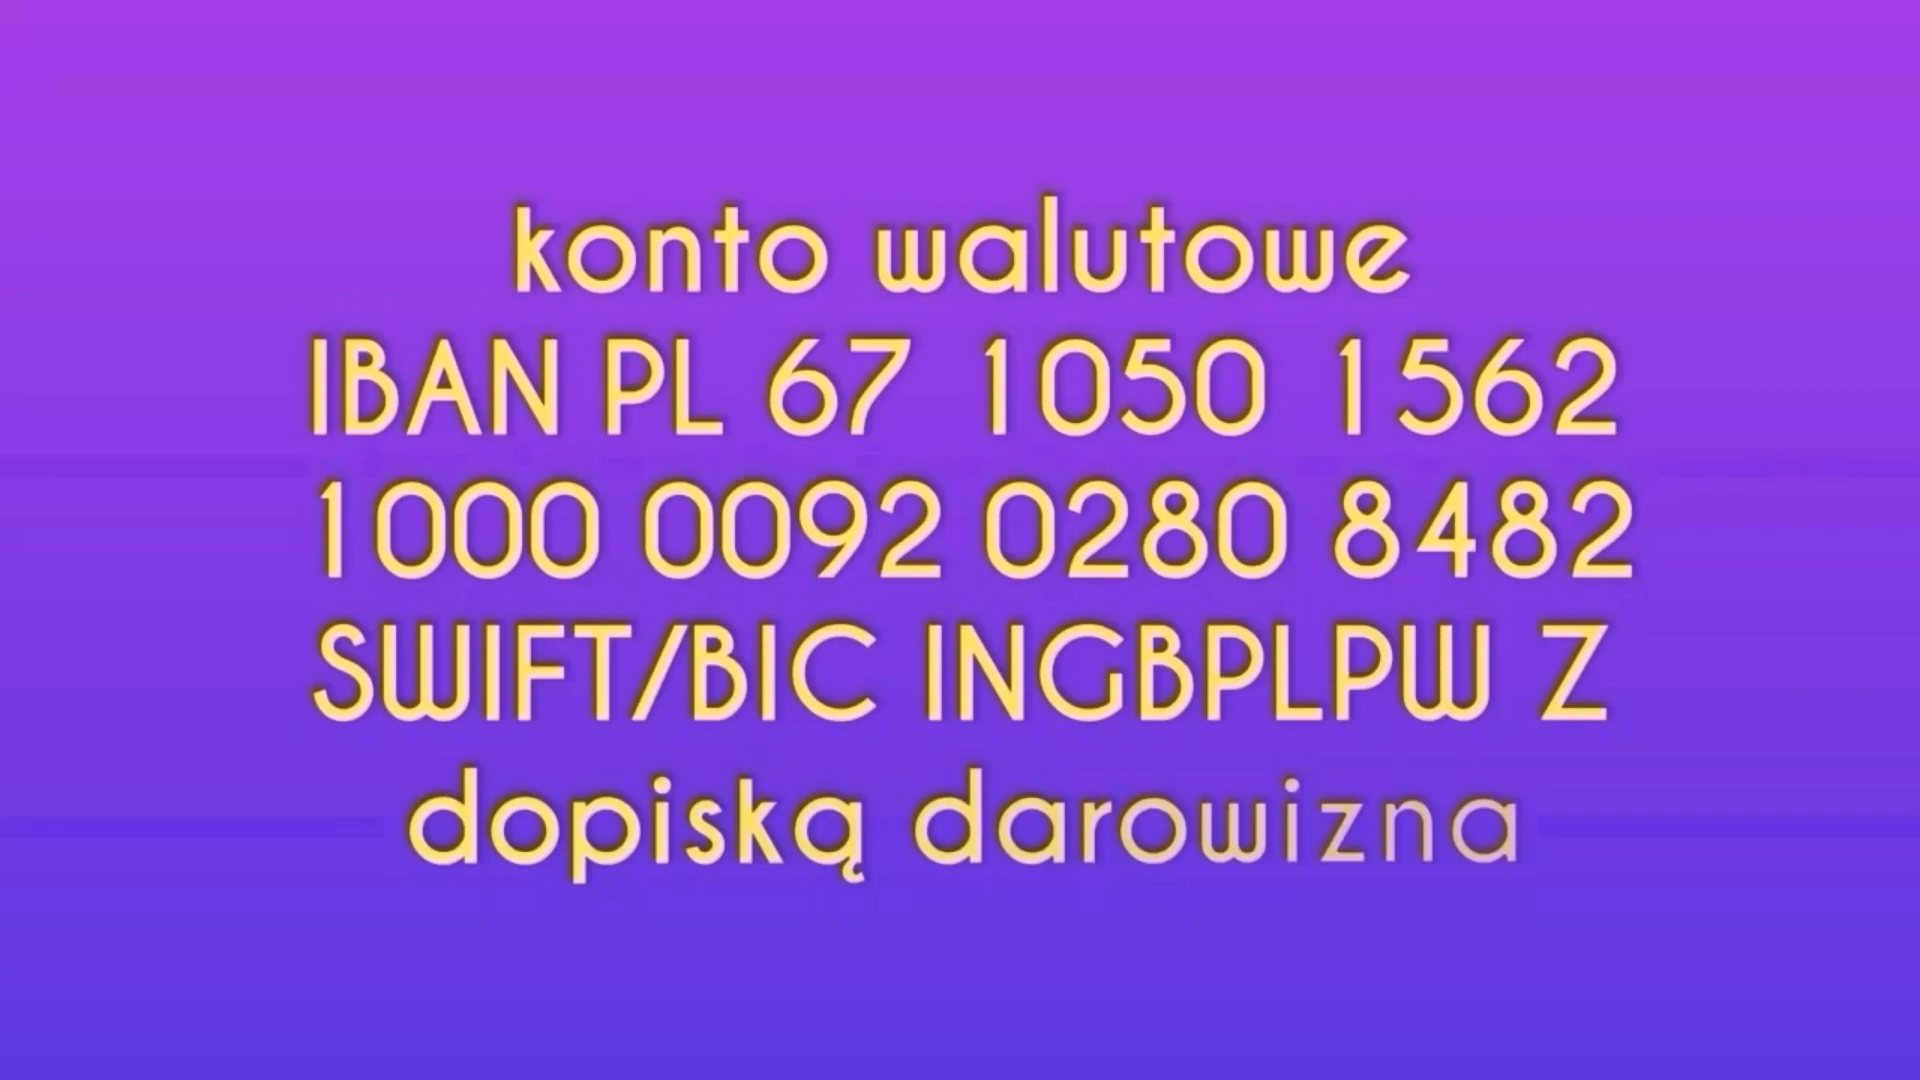 konto walutowe
IBAN PL 67 1050 1562
1000 0092 0280 8482
SWIFT/BIC INGBPLPW Z
dopiską darowizna